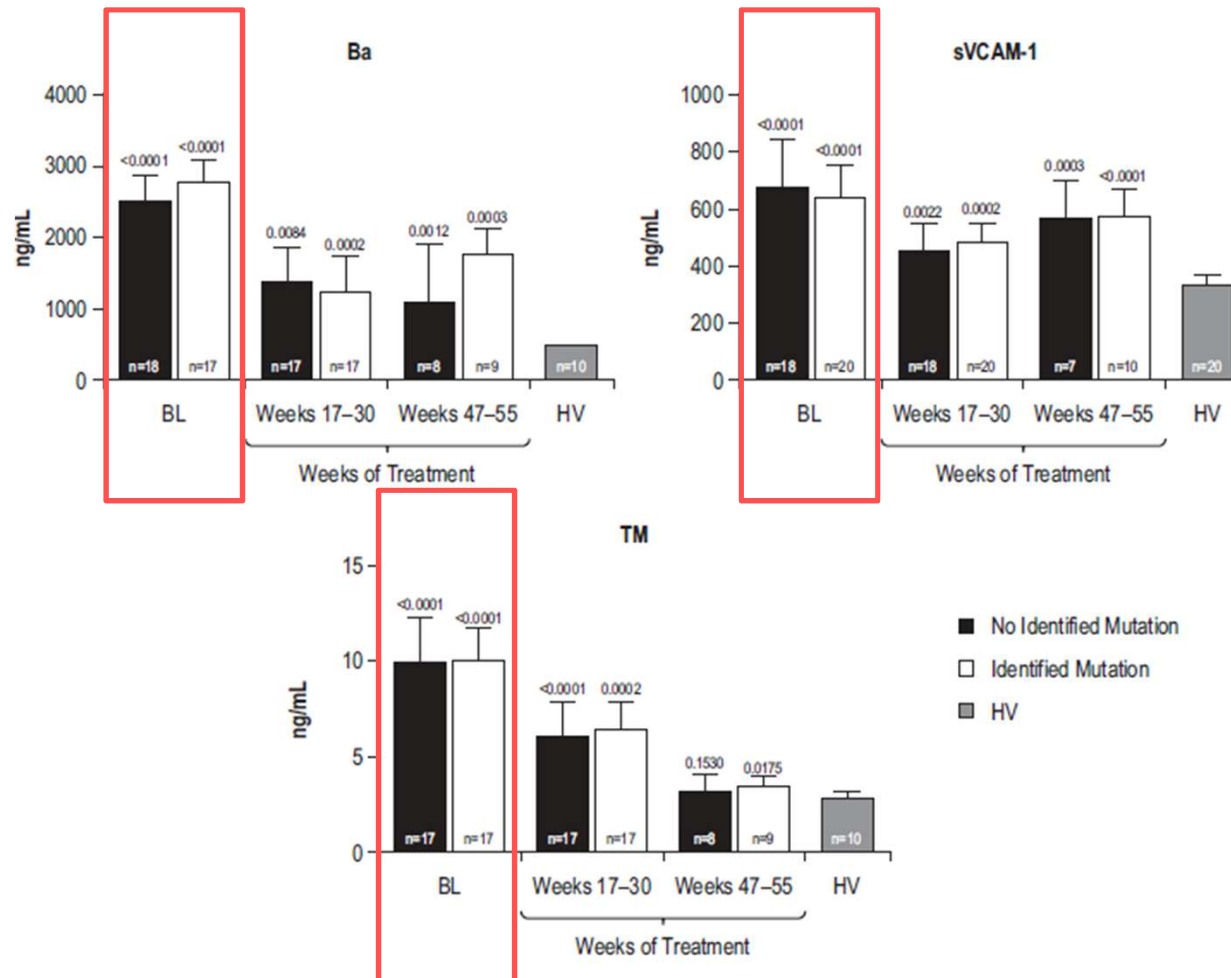 Ba
ng/mL
4000
3000
2000
1000
0
<0.0001
<0.0001
0.0084
0.0002
0.0012
0.0003
n=18
n=17
n=17
n=17
n=8
n=9
n=10
BL
Weeks 17–30
Weeks 47–55
HV
Weeks of Treatment
sVCAM-1
ng/mL
1000
800
600
400
200
0
<0.0001
<0.0001
0.0022
0.0002
0.0003
<0.0001
n=18
n=20
n=18
n=20
n=7
n=10
n=20
BL
Weeks 17–30
Weeks 47–55
HV
Weeks of Treatment
TM
ng/mL
15
10
5
0
<0.0001
<0.0001
<0.0001
0.0002
0.1530
0.0175
n=17
n=17
n=17
n=17
n=8
n=9
n=10
BL
Weeks 17–30
Weeks 47–55
HV
Weeks of Treatment
No Identified Mutation
Identified Mutation
HV